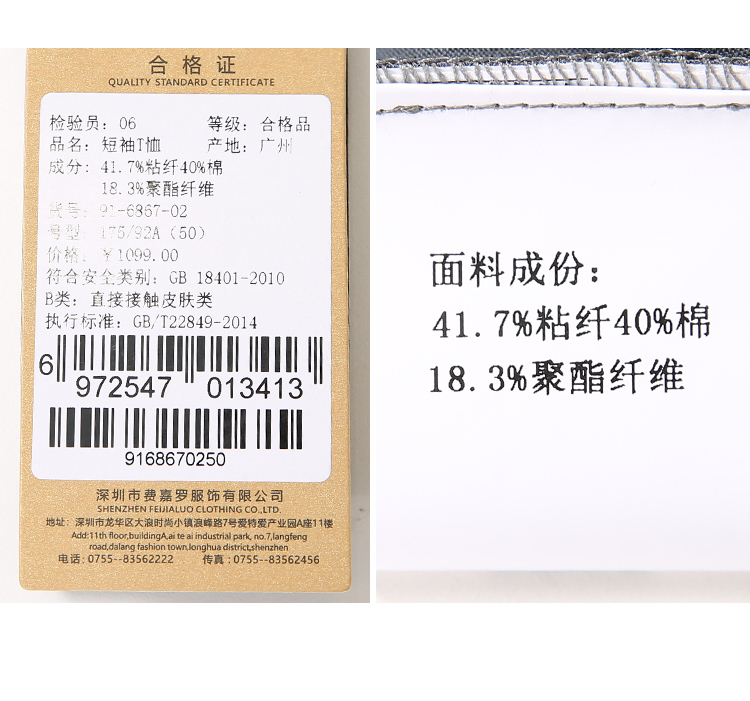 合格证
QUALITY STANDARD CERTIFICATE
检验员：06 等级：合格品
品名：短袖T恤 产地：广州
成分：41.7%粘纤40%棉
18.3%聚酯纤维
货号：91-6867-02
号型：175/92A（50）
价格：￥1099.00
符合安全类别：GB 18401-2010
B类：直接接触皮肤类
执行标准：GB/T22849-2014
6 972547 013413
9168670250
深圳市费嘉罗服饰有限公司
SHENZHEN FEIJIALUO CLOTHING CO.,LTD.
地址：深圳市龙华区大浪时尚小镇浪峰路7号爱特爱产业园A座11楼
Add:11th floor,buildingA,ai te ai industrial park, no.7,langfeng
road,dalang fashion town.longhua district,shenzhen
电话：0755--83562222 传真：0755--83562456
面料成份：
41.7%粘纤40%棉
18.3%聚酯纤维